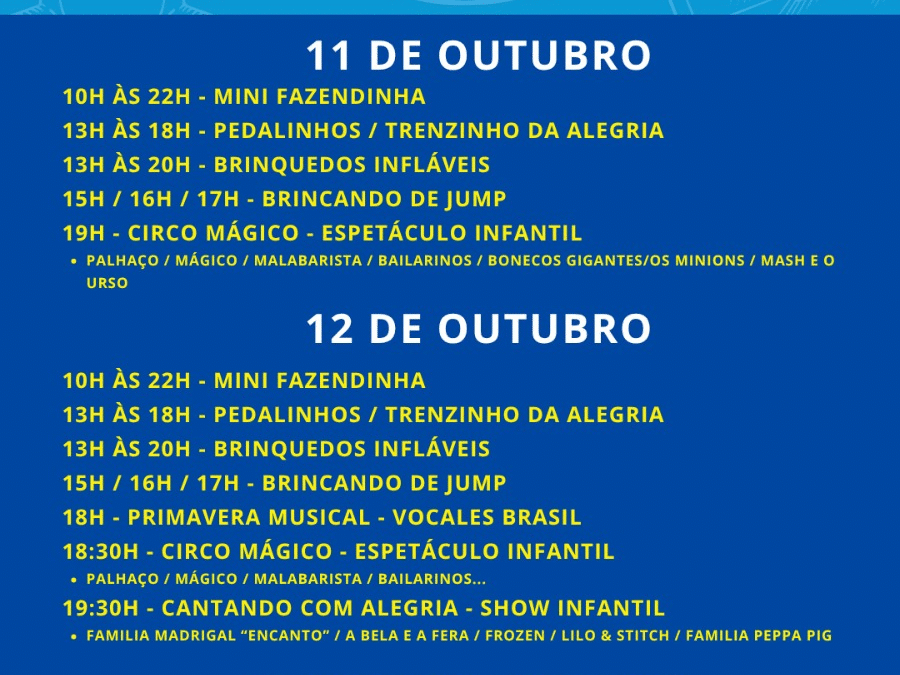 11 DE OUTUBRO
10H ÀS 22H - MINI FAZENDINHA
13H ÀS 18H - PEDALINHOS / TRENZINHO DA ALEGRIA
13H ÀS 20H - BRINQUEDOS INFLÁVEIS
15H / 16H / 17H - BRINCANDO DE JUMP
19H - CIRCO MÁGICO - ESPETÁCULO INFANTIL
• PALHAÇO / MÁGICO / MALABARISTA / BAILARINOS / BONECOS GIGANTES/OS MINIONS / MASH E O
URSO
12 DE OUTUBRO
10H ÀS 22H - MINI FAZENDINHA
13H ÀS 18H - PEDALINHOS / TRENZINHO DA ALEGRIA
13H ÀS 20H - BRINQUEDOS INFLÁVEIS
15H / 16H / 17H - BRINCANDO DE JUMP
18H - PRIMAVERA MUSICAL - VOCALES BRASIL
18:30H - CIRCO MÁGICO - ESPETÁCULO INFANTIL
• PALHAÇO / MÁGICO / MALABARISTA / BAILARINOS...
19:30H - CANTANDO COM ALEGRIA - SHOW INFANTIL
• FAMILIA MADRIGAL “ENCANTO” / A BELA E A FERA / FROZEN / LILO & STITCH / FAMILIA PEPPA PIG